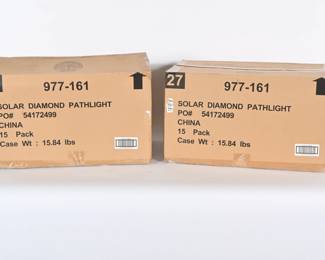 977-161
SOLAR DIAMOND PATHLIGHT
PO# 54172499
CHINA
15 Pack
Case Wt : 15.84 lbs
27
977-161
SOLAR DIAMOND PATHLIGHT
PO# 54172499
CHINA
15 Pack
Case Wt : 15.84 lbs